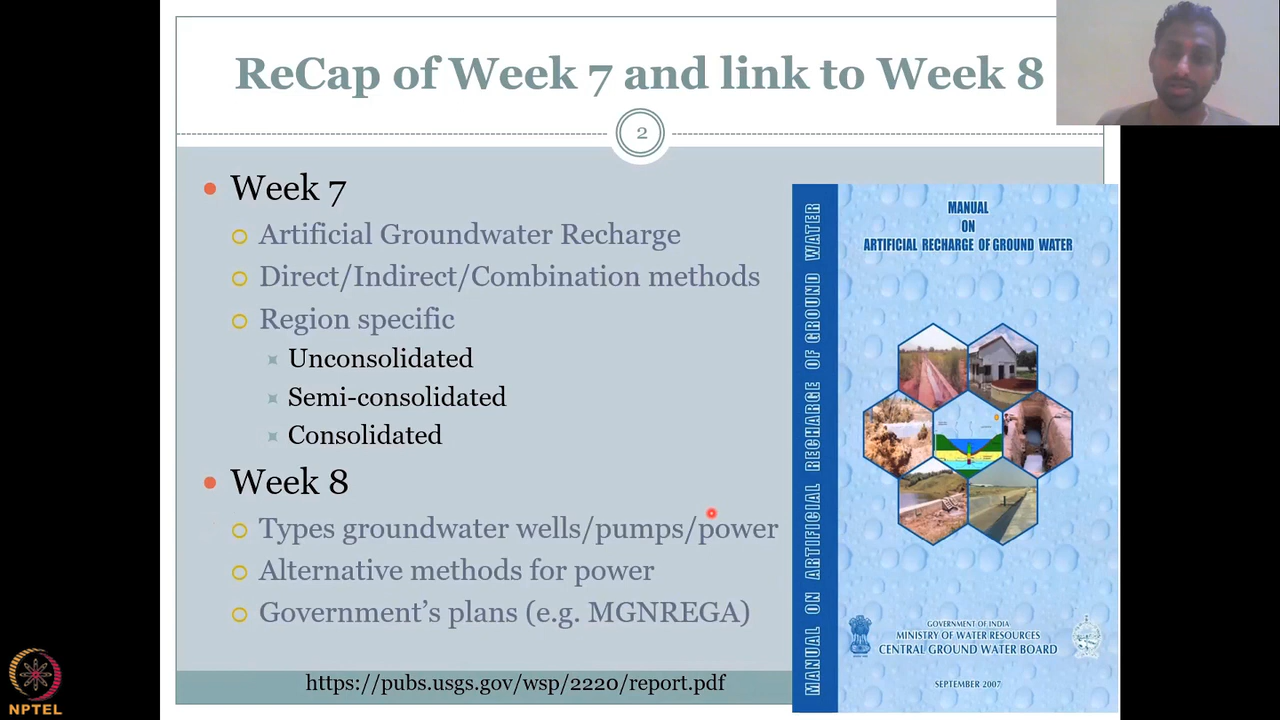 ReCap of Week 7 and link to Week 8
2
Week 7
Artificial Groundwater Recharge
Direct/Indirect/Combination methods
Region specific
Unconsolidated
Semi-consolidated
Consolidated
Week 8
Types groundwater wells/pumps/power
Alternative methods for power
Government's plans (e.g. MGNREGA)
https://pubs.usgs.gov/wsp/2220/report.pdf
MANUAL ON ARTIFICIAL RECHARGE OF GROUND WATER
MANUAL
ON
ARTIFICIAL RECHARGE OF GROUND WATER
GOVERNMENT OF INDIA
MINISTRY OF WATER RESOURCES
CENTRAL GROUND WATER BOARD
SEPTEMBER 2007
NPTEL